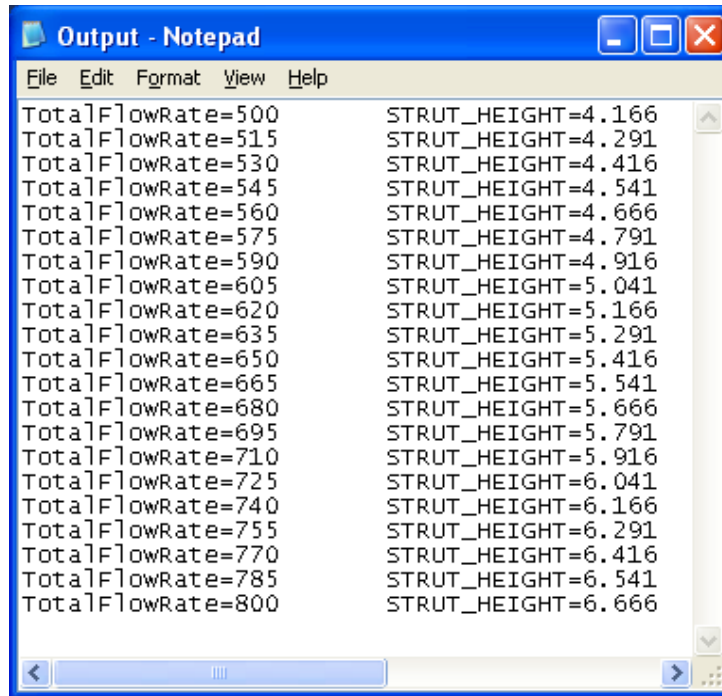 Output - Notepad
File Edit Format View Help
TotalFlowRate=500 STRUT_HEIGHT=4.166
TotalFlowRate=515 STRUT_HEIGHT=4.291
TotalFlowRate=530 STRUT_HEIGHT=4.416
TotalFlowRate=545 STRUT_HEIGHT=4.541
TotalFlowRate=560 STRUT_HEIGHT=4.666
TotalFlowRate=575 STRUT_HEIGHT=4.791
TotalFlowRate=590 STRUT_HEIGHT=4.916
TotalFlowRate=605 STRUT_HEIGHT=5.041
TotalFlowRate=620 STRUT_HEIGHT=5.166
TotalFlowRate=635 STRUT_HEIGHT=5.291
TotalFlowRate=650 STRUT_HEIGHT=5.416
TotalFlowRate=665 STRUT_HEIGHT=5.541
TotalFlowRate=680 STRUT_HEIGHT=5.666
TotalFlowRate=695 STRUT_HEIGHT=5.791
TotalFlowRate=710 STRUT_HEIGHT=5.916
TotalFlowRate=725 STRUT_HEIGHT=6.041
TotalFlowRate=740 STRUT_HEIGHT=6.166
TotalFlowRate=755 STRUT_HEIGHT=6.291
TotalFlowRate=770 STRUT_HEIGHT=6.416
TotalFlowRate=785 STRUT_HEIGHT=6.541
TotalFlowRate=800 STRUT_HEIGHT=6.666